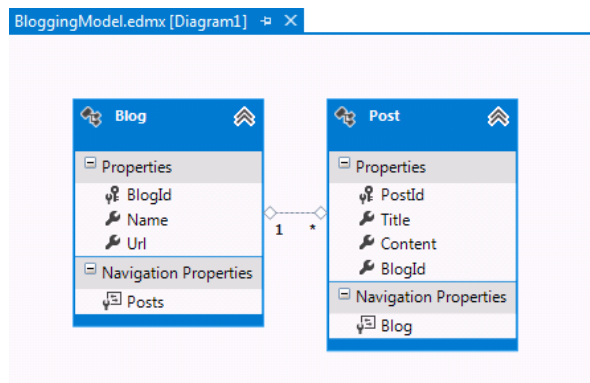 BloggingModel.edmx [Diagram1]
Blog
Properties
BlogId
Name
Url
Navigation Properties
Posts
1 *
Post
Properties
PostId
Title
Content
BlogId
Navigation Properties
Blog